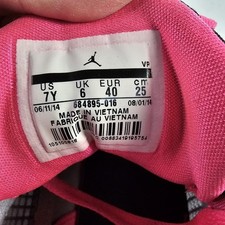 VP
US UK EUR CM
7Y 6 40 25
06/11/14 684895-016 08/01/14
MADE IN VIETNAM
FABRIQUE AU VIETNAM